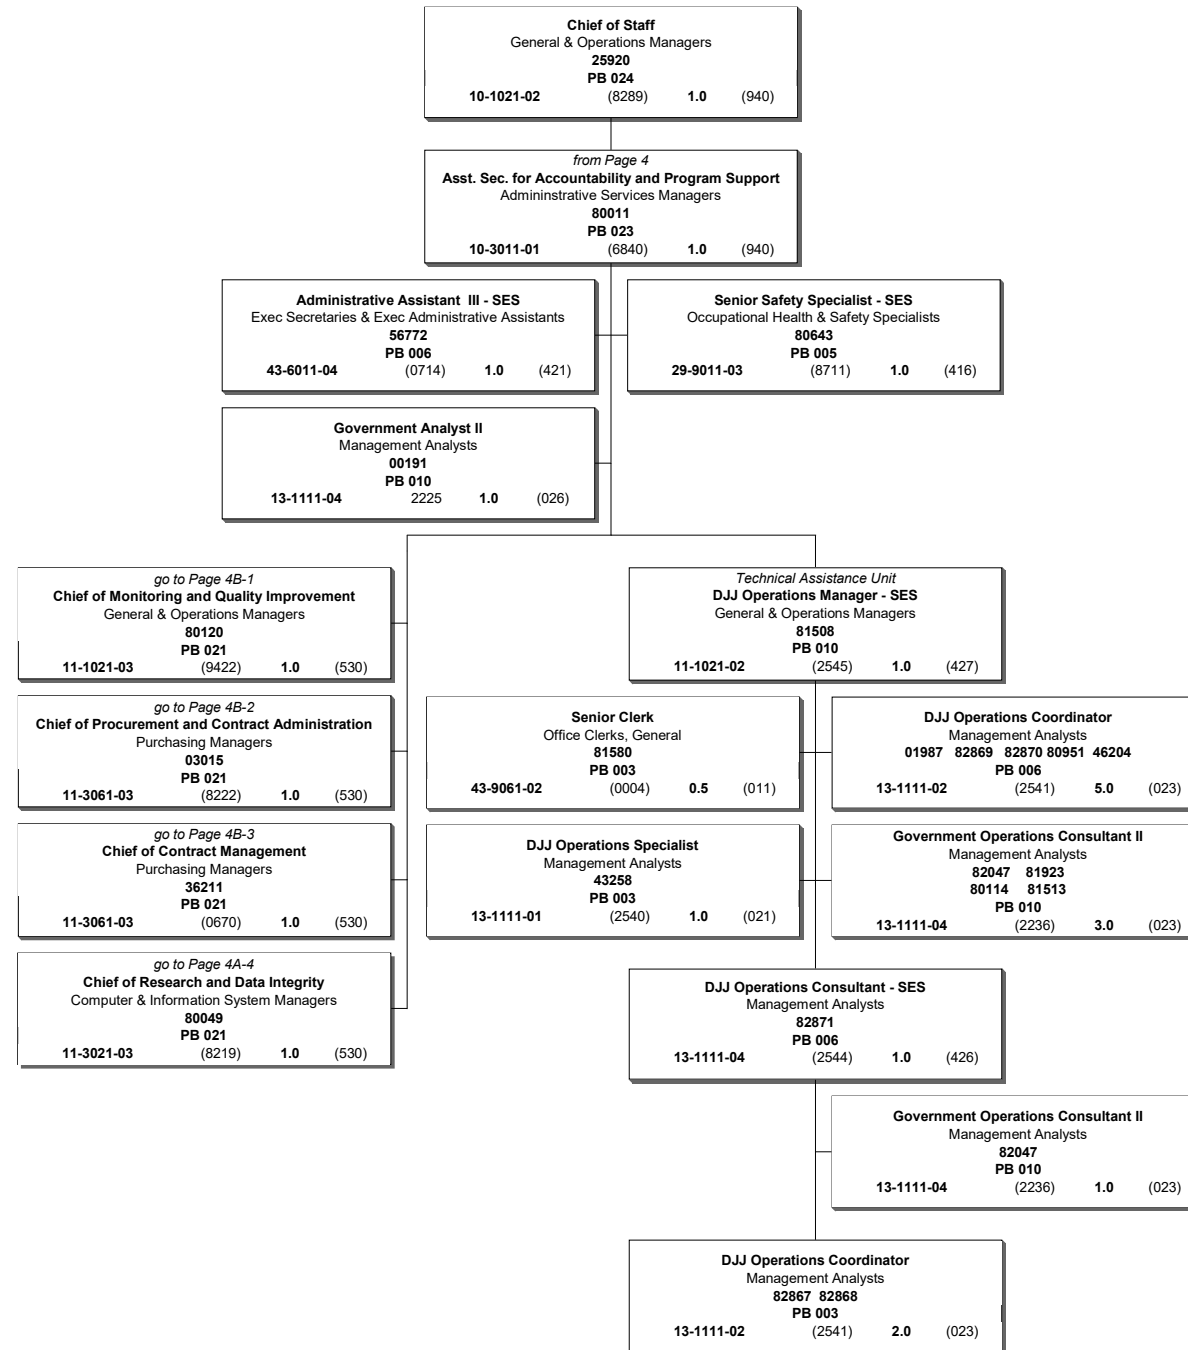 Chief of Staff
General & Operations Managers
25920
PB 024
10-1021-02 (8289) 1.0 (940)
from Page 4
Asst. Sec. for Accountability and Program Support
Admininstrative Services Managers
80011
PB 023
10-3011-01 (6840) 1.0 (940)
Administrative Assistant III - SES
Exec Secretaries & Exec Administrative Assistants
56772
PB 006
43-6011-04 (0714) 1.0 (421)
Senior Safety Specialist - SES
Occupational Health & Safety Specialists
80643
PB 005
29-9011-03 (8711) 1.0 (416)
Government Analyst II
Management Analysts
00191
PB 010
13-1111-04 2225 1.0 (026)
go to Page 4B-1
Chief of Monitoring and Quality Improvement
General & Operations Managers
80120
PB 021
11-1021-03 (9422) 1.0 (530)
go to Page 4B-2
Chief of Procurement and Contract Administration
Purchasing Managers
03015
PB 021
11-3061-03 (8222) 1.0 (530)
go to Page 4B-3
Chief of Contract Management
Purchasing Managers
36211
PB 021
11-3061-03 (0670) 1.0 (530)
go to Page 4A-4
Chief of Research and Data Integrity
Computer & Information System Managers
80049
PB 021
11-3021-03 (8219) 1.0 (530)
Technical Assistance Unit
DJJ Operations Manager - SES
General & Operations Managers
81508
PB 010
11-1021-02 (2545) 1.0 (427)
Senior Clerk
Office Clerks, General
81580
PB 003
43-9061-02 (0004) 0.5 (011)
DJJ Operations Coordinator
Management Analysts
01987 82869 82870 80951 46204
PB 006
13-1111-02 (2541) 5.0 (023)
DJJ Operations Specialist
Management Analysts
43258
PB 003
13-1111-01 (2540) 1.0 (021)
Government Operations Consultant II
Management Analysts
82047 81923
80114 81513
PB 010
13-1111-04 (2236) 3.0 (023)
DJJ Operations Consultant - SES
Management Analysts
82871
PB 006
13-1111-04 (2544) 1.0 (426)
Government Operations Consultant II
Management Analysts
82047
PB 010
13-1111-04 (2236) 1.0 (023)
DJJ Operations Coordinator
Management Analysts
82867 82868
PB 003
13-1111-02 (2541) 2.0 (023)